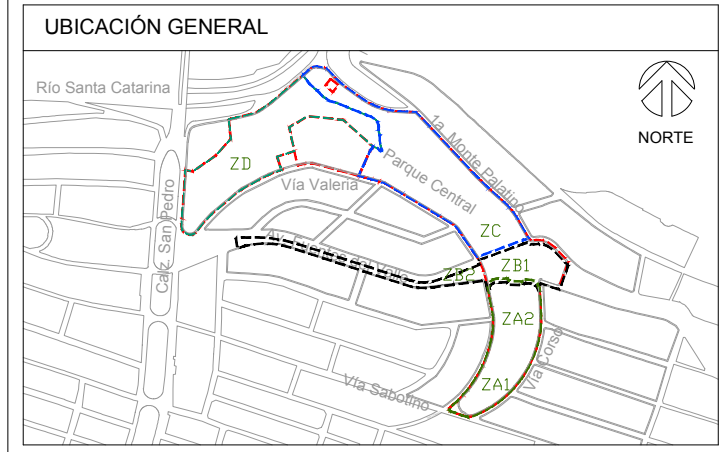 UBICACIÓN GENERAL
Río Santa Catarina
NORTE
1a. Monte Palatino
Parque Central
ZD
Vía Valeria
Calz. San Pedro
ZC
Av.
ZB2
ZB1
ZA2
Vía Corso
ZA1
Vía Sabotino